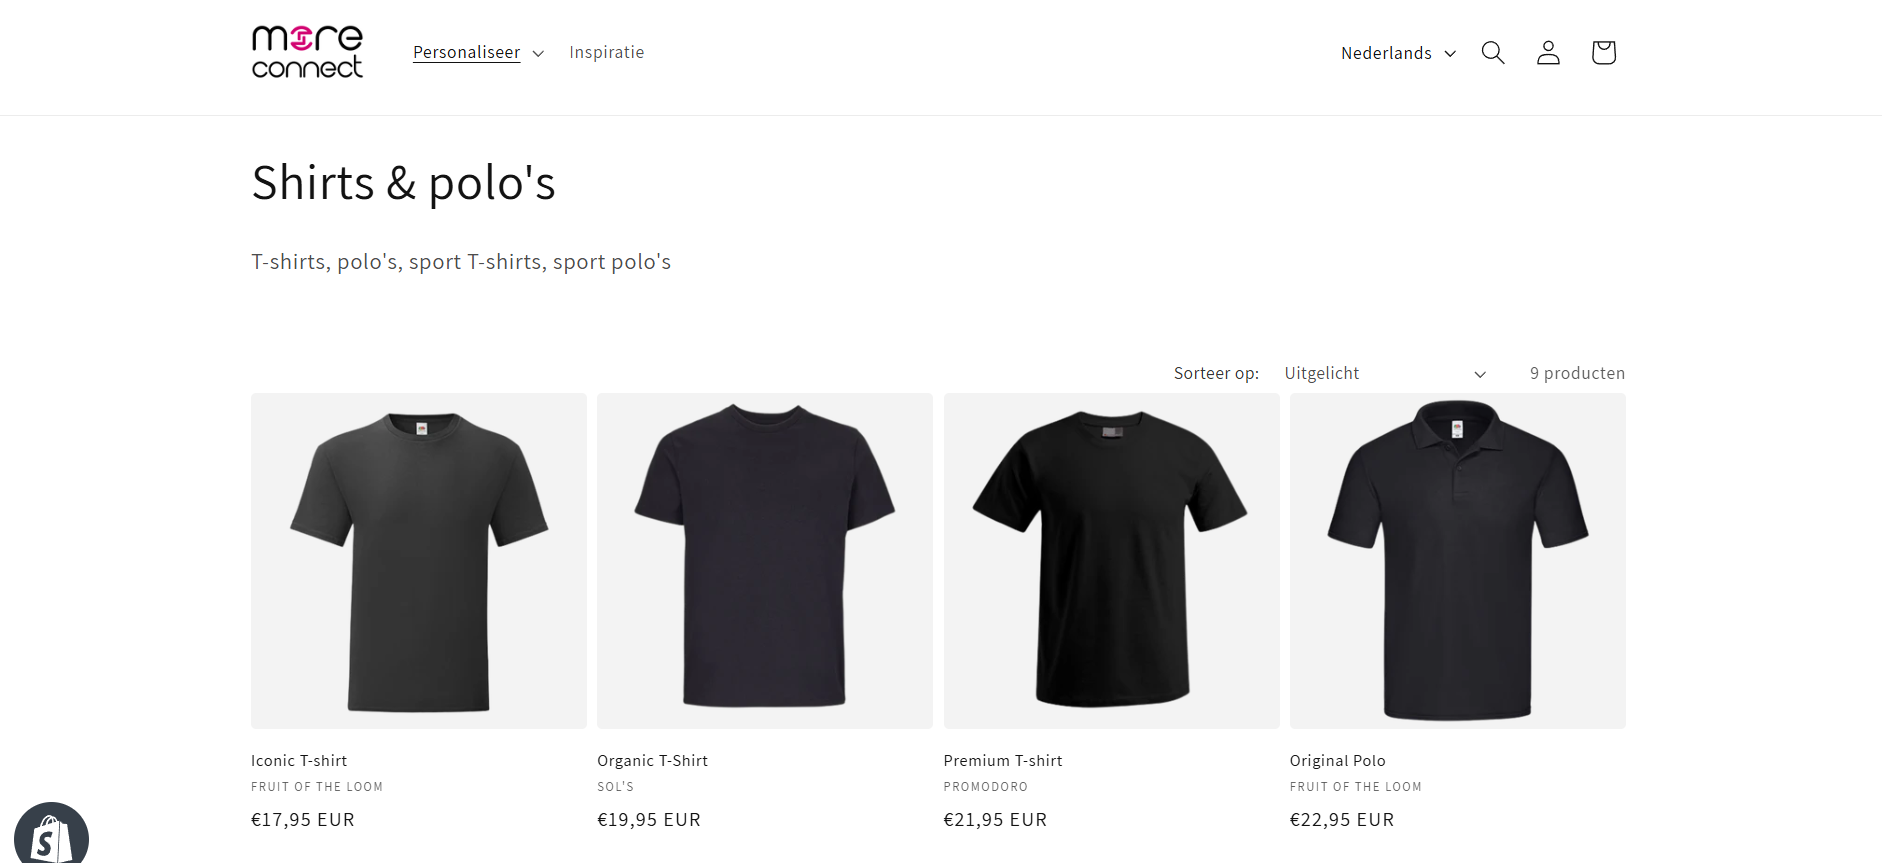 more
connect
Personaliseer
Inspiratie
Nederlands
Shirts & polo's
T-shirts, polo's, sport T-shirts, sport polo's
Sorteer op:
Uitgelicht
9 producten
Iconic T-shirt
FRUIT OF THE LOOM
€17,95 EUR
Organic T-Shirt
SOL'S
€19,95 EUR
Premium T-shirt
PROMODORO
€21,95 EUR
Original Polo
FRUIT OF THE LOOM
€22,95 EUR
S